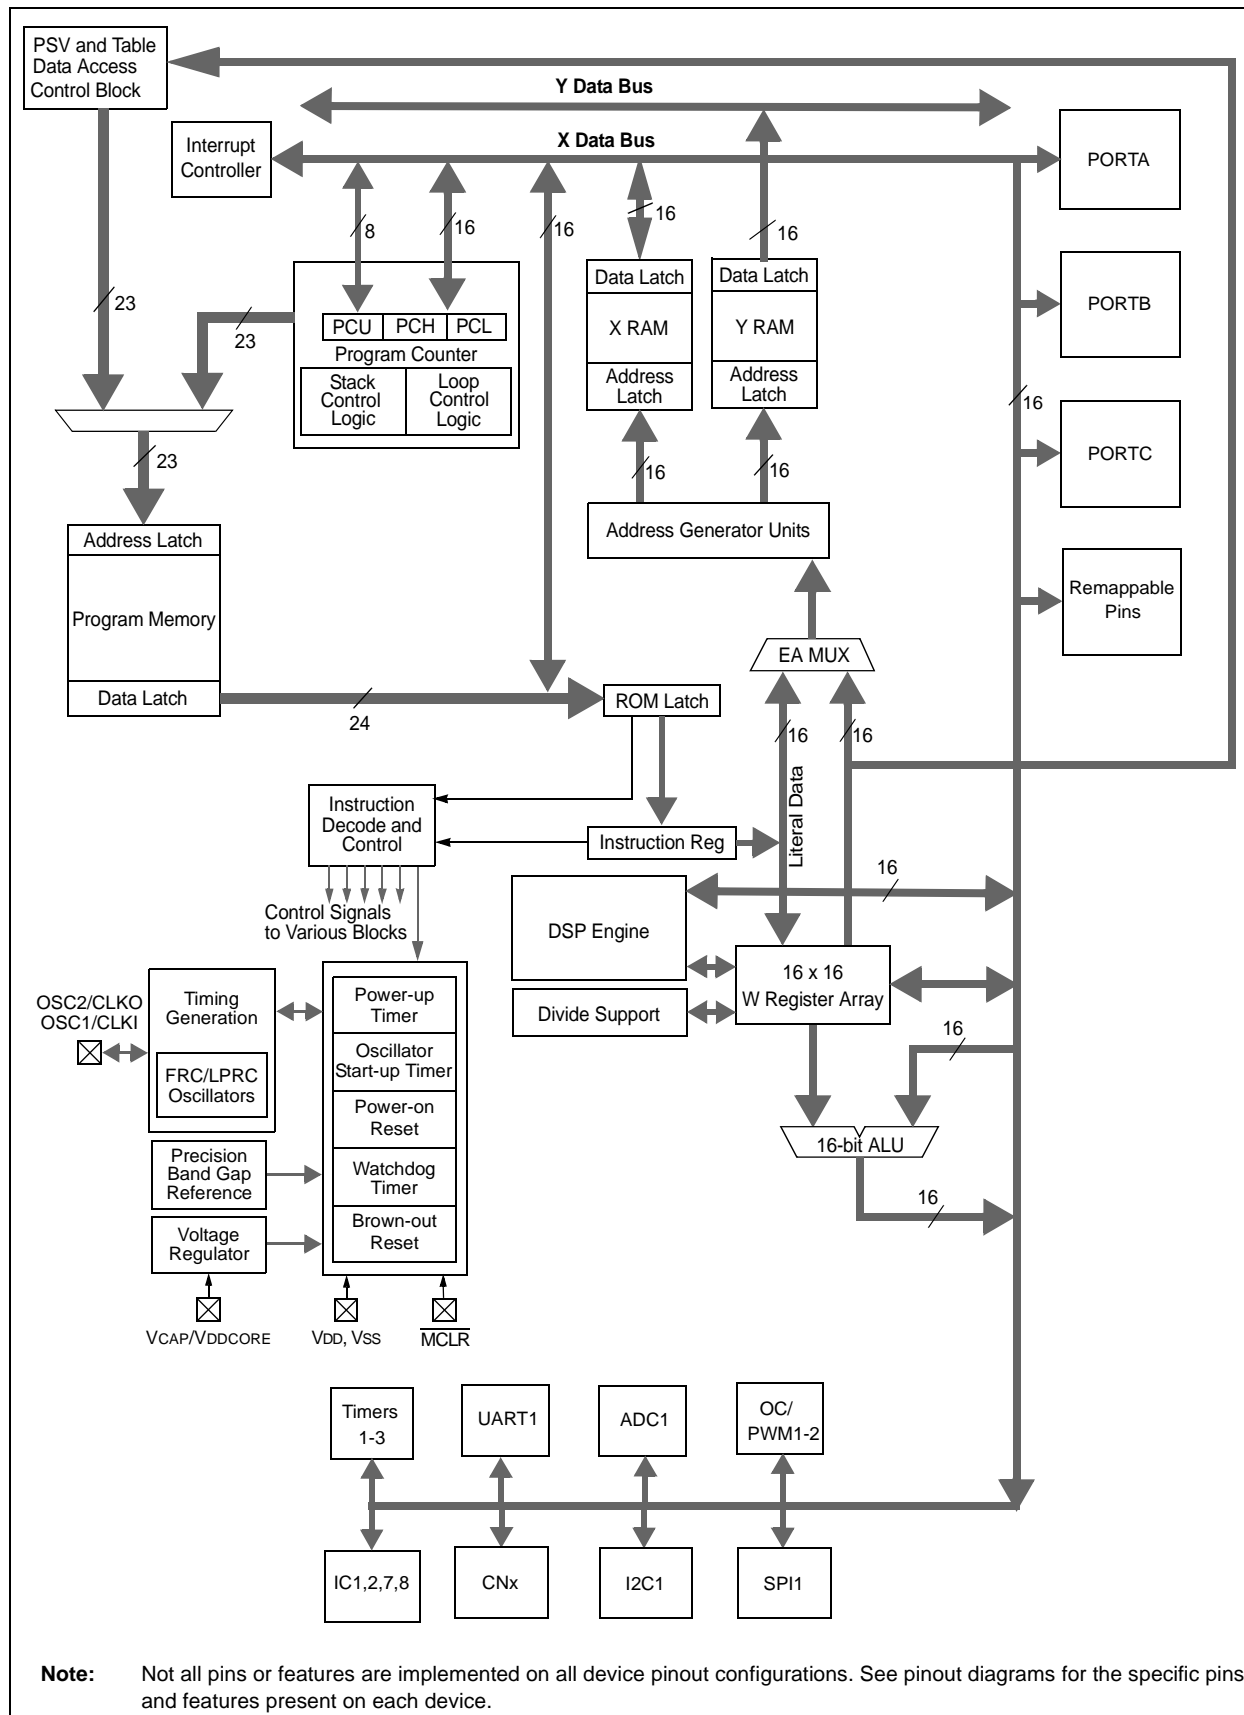 PSV and Table
Data Access
Control Block
Y Data Bus
X Data Bus
Interrupt
Controller
PORTA
8
16
16
16
16
23
23
Data Latch
X RAM
Address
Latch
Data Latch
Y RAM
Address
Latch
PORTB
PCU
PCH
PCL
Program Counter
Stack
Control
Logic
Loop
Control
Logic
16
PORTC
23
16
16
Address Generator Units
Address Latch
Program Memory
Data Latch
Remappable
Pins
EA MUX
24
ROM Latch
16
16
Literal Data
Instruction
Decode and
Control
Instruction Reg
16
Control Signals
to Various Blocks
DSP Engine
16 x 16
W Register Array
Divide Support
OSC2/CLKO
OSC1/CLKI
Timing
Generation
FRC/LPRC
Oscillators
Power-up
Timer
Oscillator
Start-up Timer
Power-on
Reset
Watchdog
Timer
Brown-out
Reset
16
16-bit ALU
16
Precision
Band Gap
Reference
Voltage
Regulator
VCAP/VDDCORE
VDD, VSS
MCLR
Timers
1-3
UART1
ADC1
OC/
PWM1-2
IC1,2,7,8
CNx
I2C1
SPI1
Note: Not all pins or features are implemented on all device pinout configurations. See pinout diagrams for the specific pins
and features present on each device.